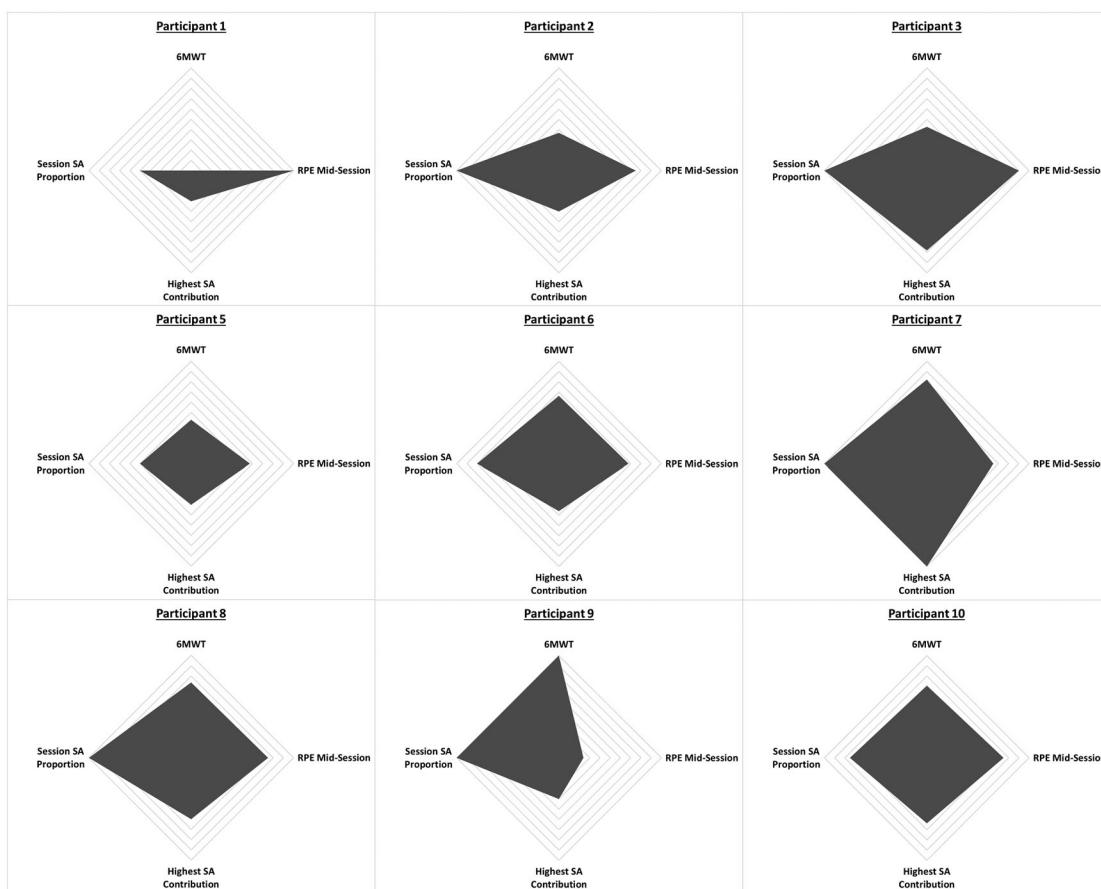 Participant 1
6MWT
Session SA
Proportion
RPE Mid-Session
Highest SA
Contribution
Participant 2
6MWT
Session SA
Proportion
RPE Mid-Session
Highest SA
Contribution
Participant 3
6MWT
Session SA
Proportion
RPE Mid-Session
Highest SA
Contribution
Participant 5
6MWT
Session SA
Proportion
RPE Mid-Session
Highest SA
Contribution
Participant 6
6MWT
Session SA
Proportion
RPE Mid-Session
Highest SA
Contribution
Participant 7
6MWT
Session SA
Proportion
RPE Mid-Session
Highest SA
Contribution
Participant 8
6MWT
Session SA
Proportion
RPE Mid-Session
Highest SA
Contribution
Participant 9
6MWT
Session SA
Proportion
RPE Mid-Session
Highest SA
Contribution
Participant 10
6MWT
Session SA
Proportion
RPE Mid-Session
Highest SA
Contribution